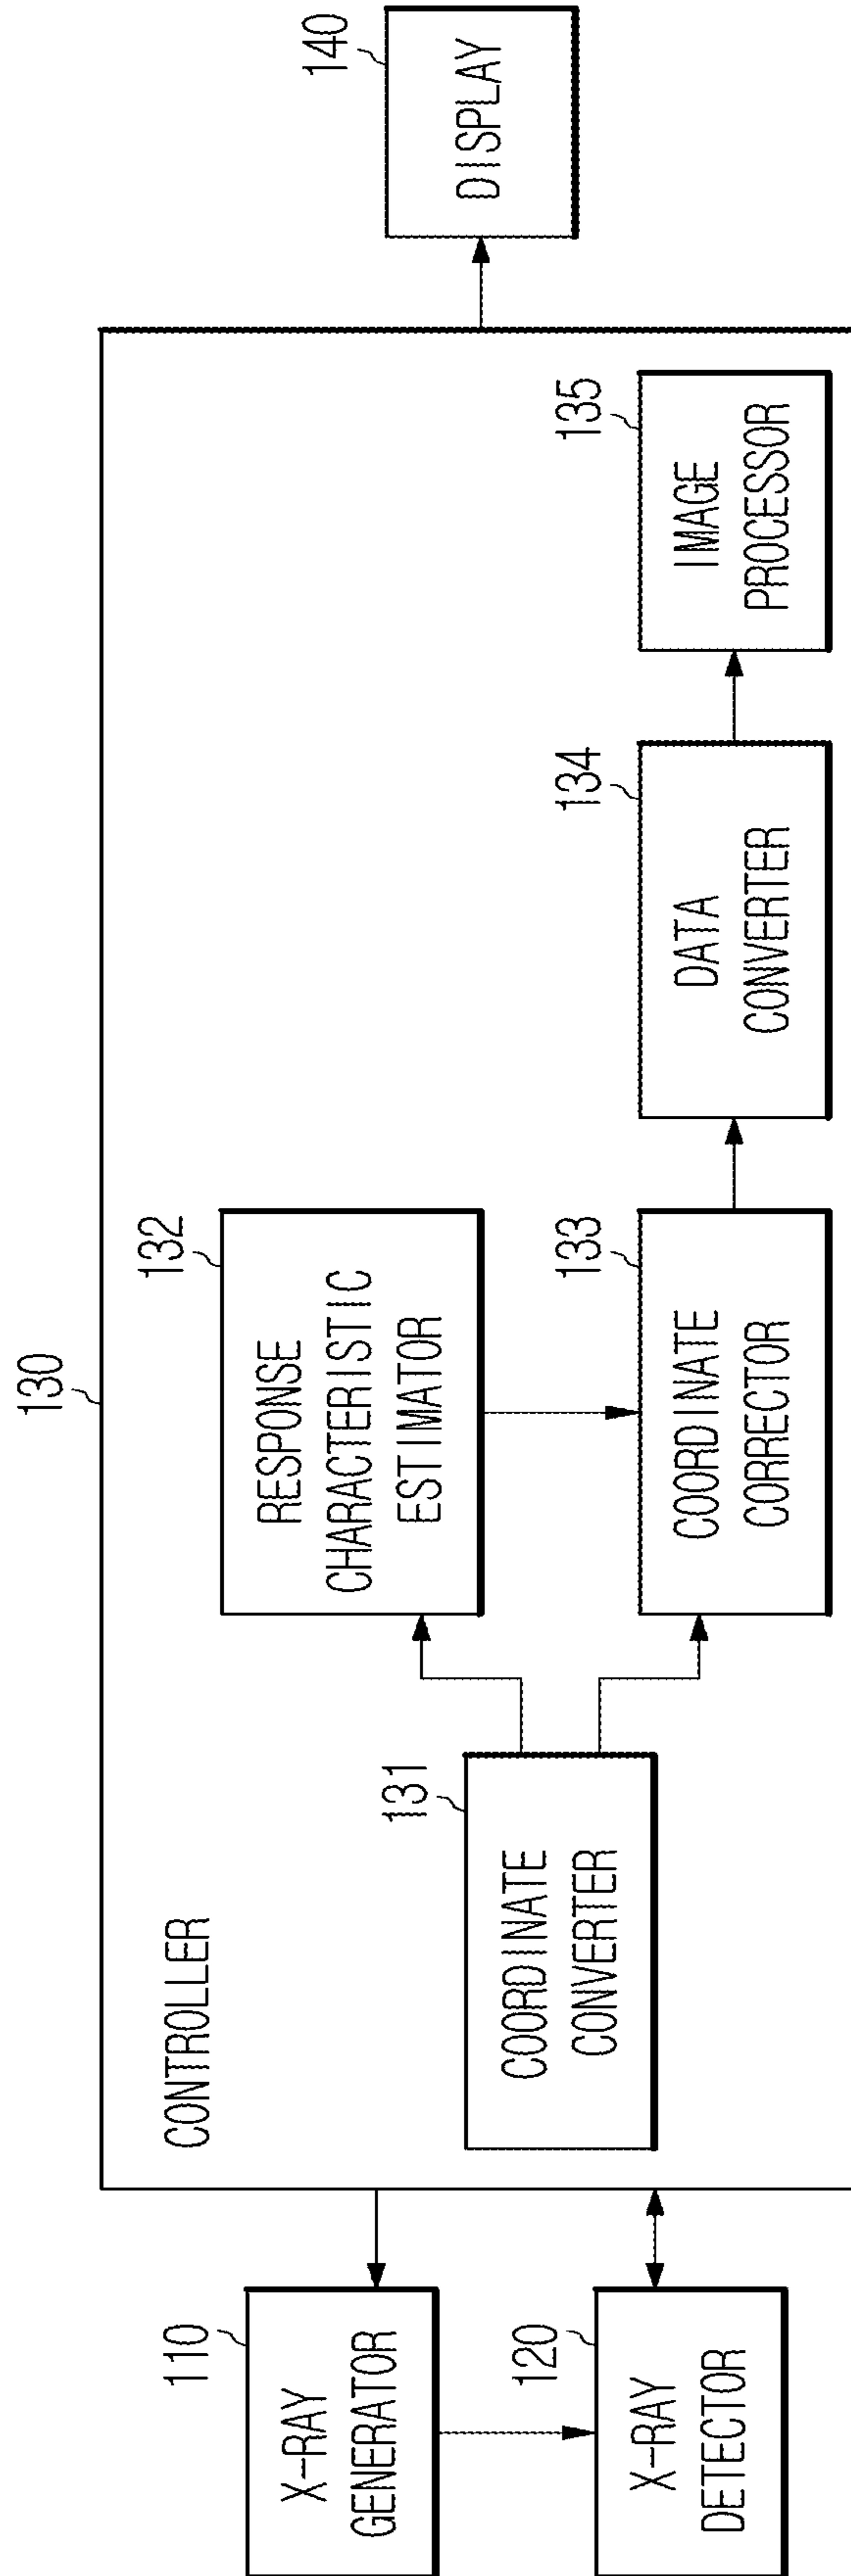 130
CONTROLLER
110
X-RAY
GENERATOR
120
X-RAY
DETECTOR
131
COORDINATE
CONVERTER
132
RESPONSE
CHARACTERISTIC
ESTIMATOR
133
COORDINATE
CORRECTOR
134
DATA
CONVERTER
135
IMAGE
PROCESSOR
140
DISPLAY